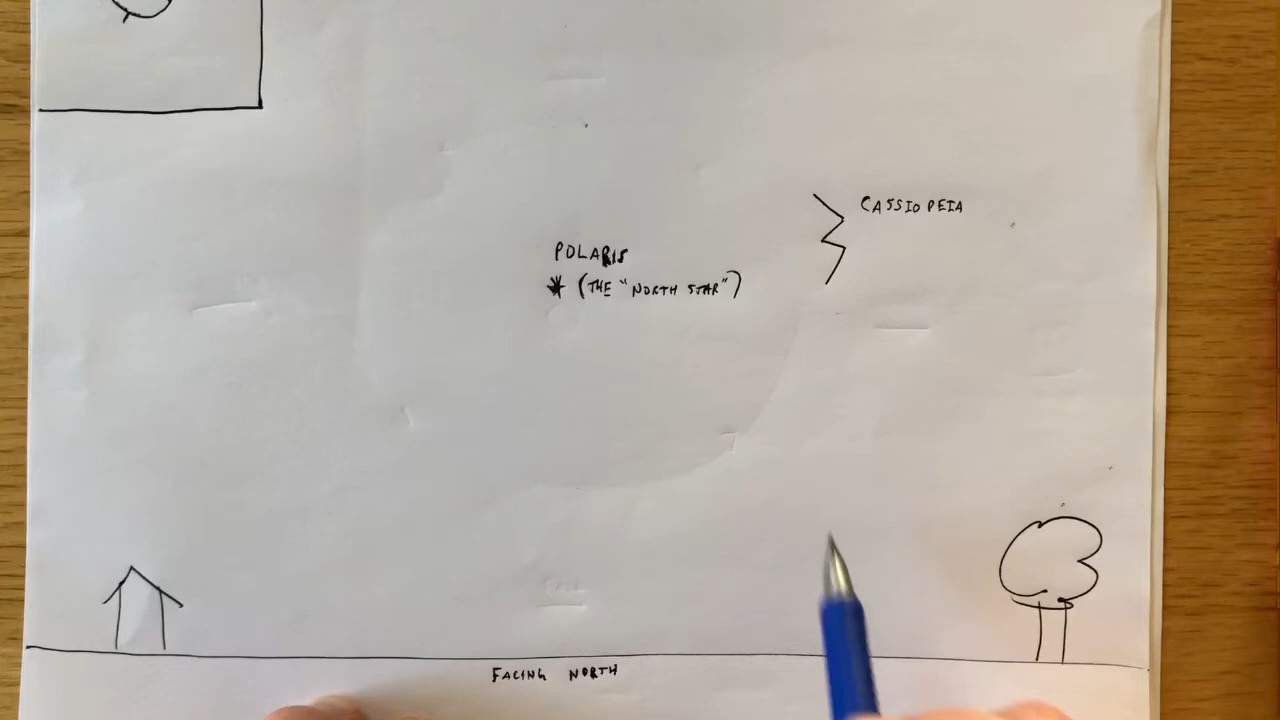 CASSIOPEIA
POLARIS
* (THE "NORTH STAR")
FACING NORTH